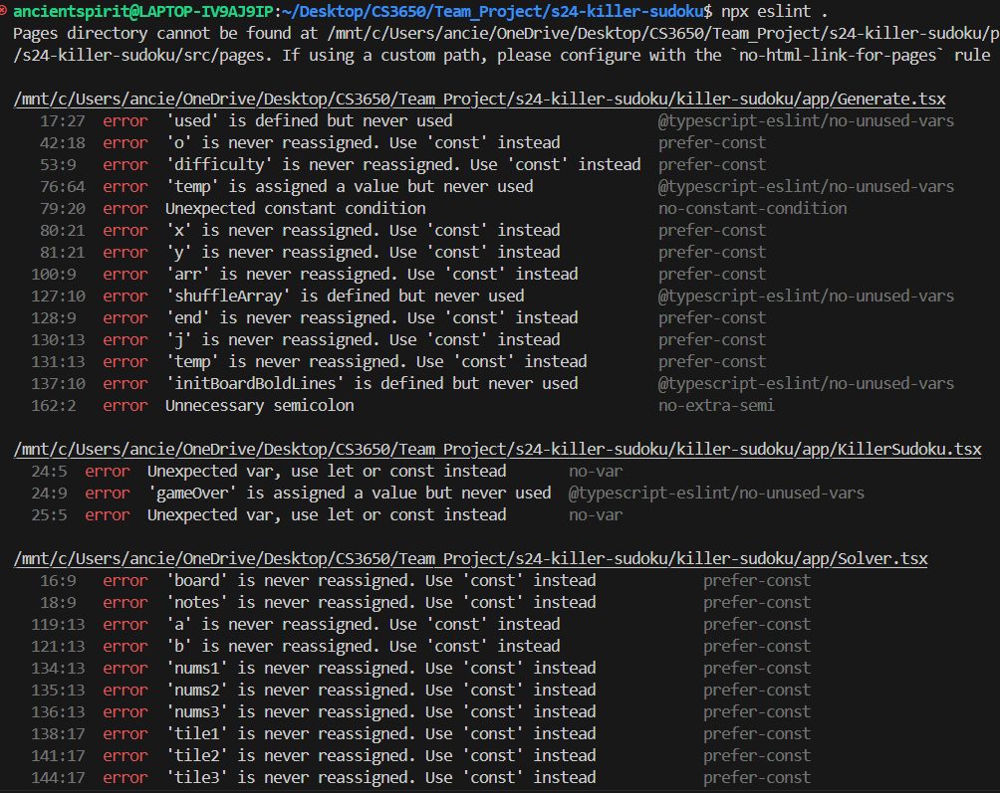 ancientspirit@LAPTOP-IV9AJ9IP:~/Desktop/CS3650/Team_Project/s24-killer-sudoku$ npx eslint .
Pages directory cannot be found at /mnt/c/Users/ancie/OneDrive/Desktop/CS3650/Team_Project/s24-killer-sudoku/p
/s24-killer-sudoku/src/pages. If using a custom path, please configure with the `no-html-link-for-pages` rule
/mnt/c/Users/ancie/OneDrive/Desktop/CS3650/Team_Project/s24-killer-sudoku/killer-sudoku/app/Generate.tsx
17:27 error 'used' is defined but never used @typescript-eslint/no-unused-vars
42:18 error 'o' is never reassigned. Use 'const' instead prefer-const
53:9 error 'difficulty' is never reassigned. Use 'const' instead prefer-const
76:64 error 'temp' is assigned a value but never used @typescript-eslint/no-unused-vars
79:20 error Unexpected constant condition no-constant-condition
80:21 error 'x' is never reassigned. Use 'const' instead prefer-const
81:21 error 'y' is never reassigned. Use 'const' instead prefer-const
100:9 error 'arr' is never reassigned. Use 'const' instead prefer-const
127:10 error 'shuffleArray' is defined but never used @typescript-eslint/no-unused-vars
128:9 error 'end' is never reassigned. Use 'const' instead prefer-const
130:13 error 'j' is never reassigned. Use 'const' instead prefer-const
131:13 error 'temp' is never reassigned. Use 'const' instead prefer-const
137:10 error 'initBoardBoldLines' is defined but never used @typescript-eslint/no-unused-vars
162:2 error Unnecessary semicolon no-extra-semi
/mnt/c/Users/ancie/OneDrive/Desktop/CS3650/Team_Project/s24-killer-sudoku/killer-sudoku/app/KillerSudoku.tsx
24:5 error Unexpected var, use let or const instead no-var
24:9 error 'gameOver' is assigned a value but never used @typescript-eslint/no-unused-vars
25:5 error Unexpected var, use let or const instead no-var
/mnt/c/Users/ancie/OneDrive/Desktop/CS3650/Team_Project/s24-killer-sudoku/killer-sudoku/app/Solver.tsx
16:9 error 'board' is never reassigned. Use 'const' instead prefer-const
18:9 error 'notes' is never reassigned. Use 'const' instead prefer-const
119:13 error 'a' is never reassigned. Use 'const' instead prefer-const
121:13 error 'b' is never reassigned. Use 'const' instead prefer-const
134:13 error 'nums1' is never reassigned. Use 'const' instead prefer-const
135:13 error 'nums2' is never reassigned. Use 'const' instead prefer-const
136:13 error 'nums3' is never reassigned. Use 'const' instead prefer-const
138:17 error 'tile1' is never reassigned. Use 'const' instead prefer-const
141:17 error 'tile2' is never reassigned. Use 'const' instead prefer-const
144:17 error 'tile3' is never reassigned. Use 'const' instead prefer-const